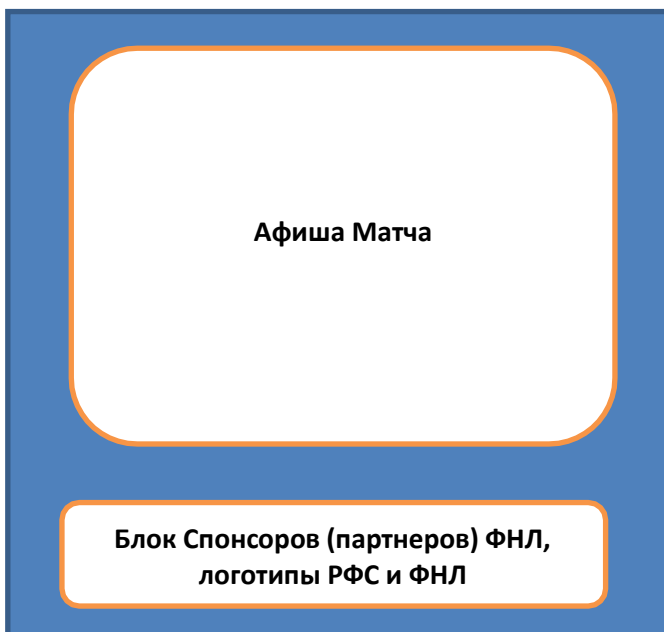 Афиша Матча
Блок Спонсоров (партнеров) ФНЛ,
логотипы РФС и ФНЛ